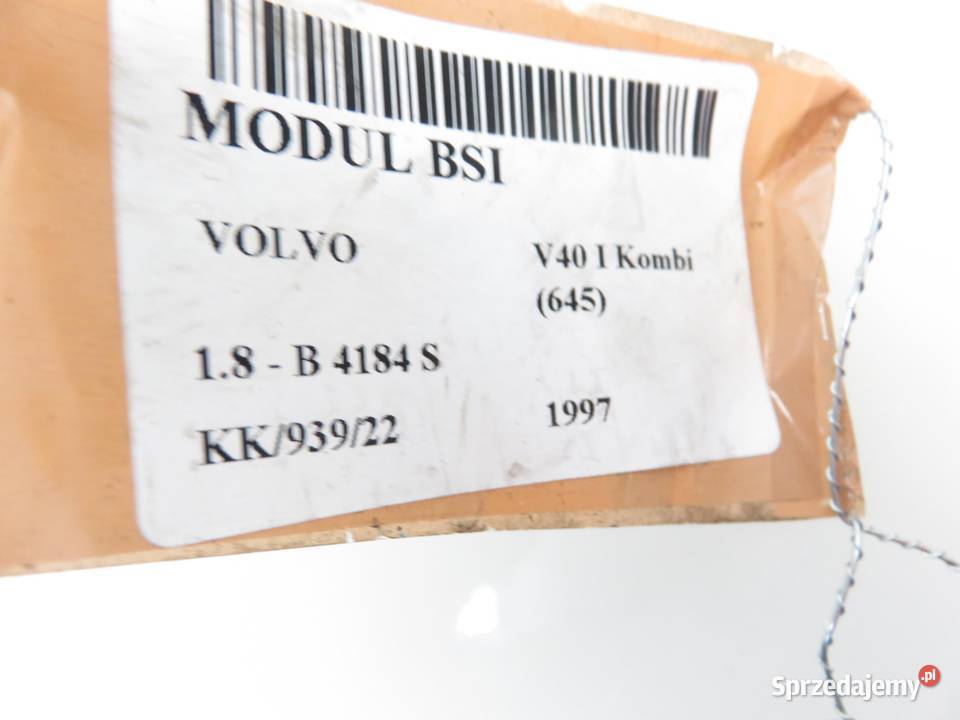 MODUL BSI
VOLVO
V40 I Kombi
(645)
1.8 - B 4184 S
KK/939/22
1997
Sprzedajemy.pl